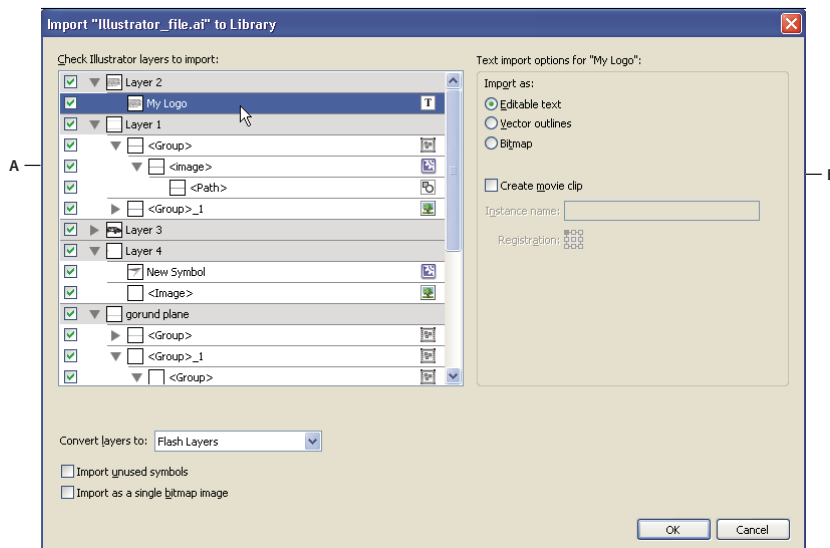 Import "Illustrator_file.ai" to Library
Check Illustrator layers to import:
Layer 2
My Logo
T
Layer 1
<Group>
<image>
<Path>
<Group>_1
Layer 3
Layer 4
New Symbol
<Image>
gorund plane
<Group>
<Group>_1
<Group>
Text import options for "My Logo":
Import as:
Editable text
Vector outlines
Bitmap
Create movie clip
Instance name:
Registration:
A
Convert layers to: Flash Layers
Import unused symbols
Import as a single bitmap image
OK
Cancel